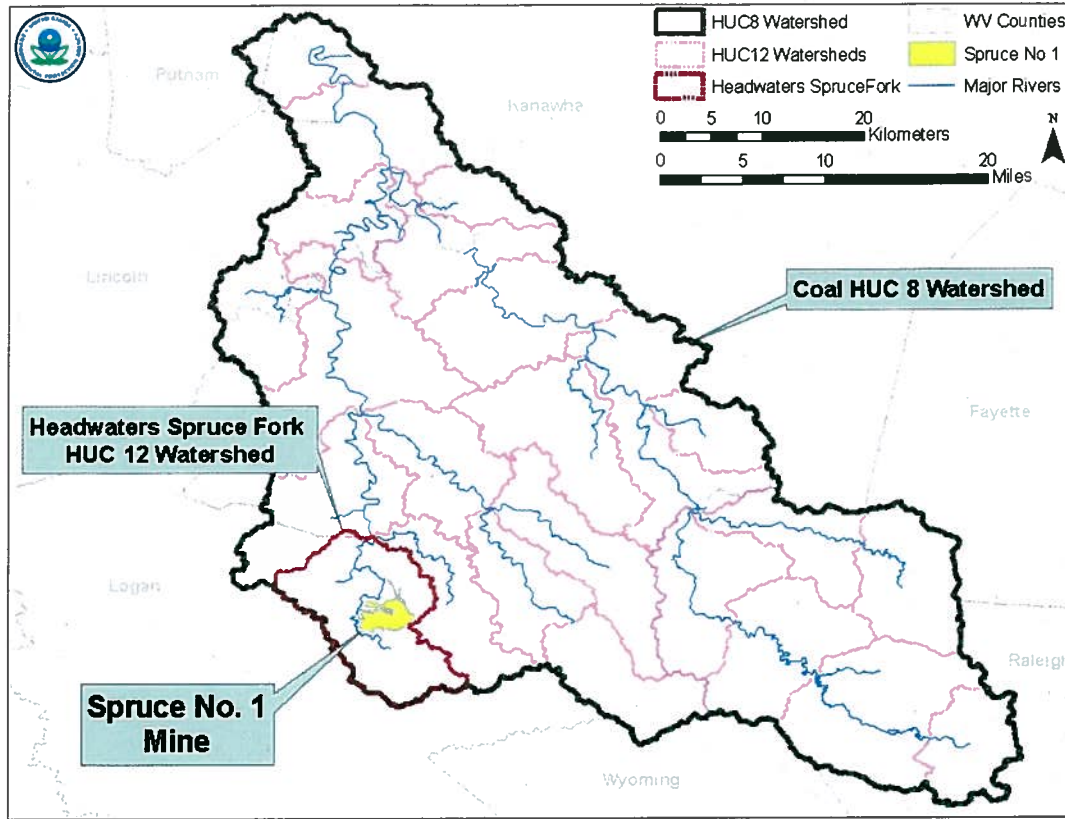 HUC8 Watershed
HUC12 Watersheds
Headwaters SpruceFork
WV Counties
Spruce No 1
Major Rivers
0 5 10 20
Kilometers
0 5 10 20
Miles
N
UNITED STATES
Putnam
Kanawha
Lincoln
Coal HUC 8 Watershed
Fayette
Headwaters Spruce Fork
HUC 12 Watershed
Logan
Raleigh
Spruce No. 1
Mine
Wyoming